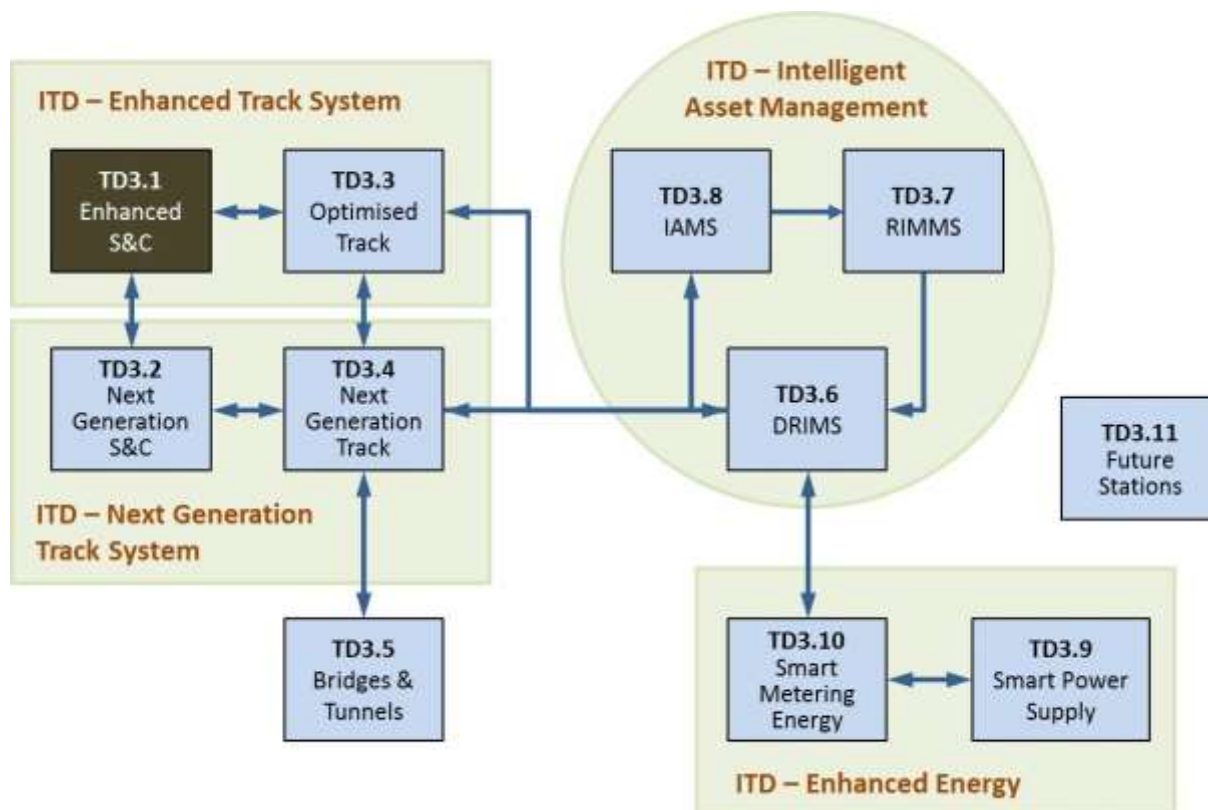 ITD – Enhanced Track System
TD3.1
Enhanced
S&C
TD3.3
Optimised
Track
TD3.2
Next
Generation
S&C
TD3.4
Next
Generation
Track
ITD – Next Generation
Track System
TD3.5
Bridges &
Tunnels
ITD – Intelligent
Asset Management
TD3.8
IAMS
TD3.7
RIMMS
TD3.6
DRIMS
TD3.11
Future
Stations
TD3.10
Smart
Metering
Energy
TD3.9
Smart Power
Supply
ITD – Enhanced Energy